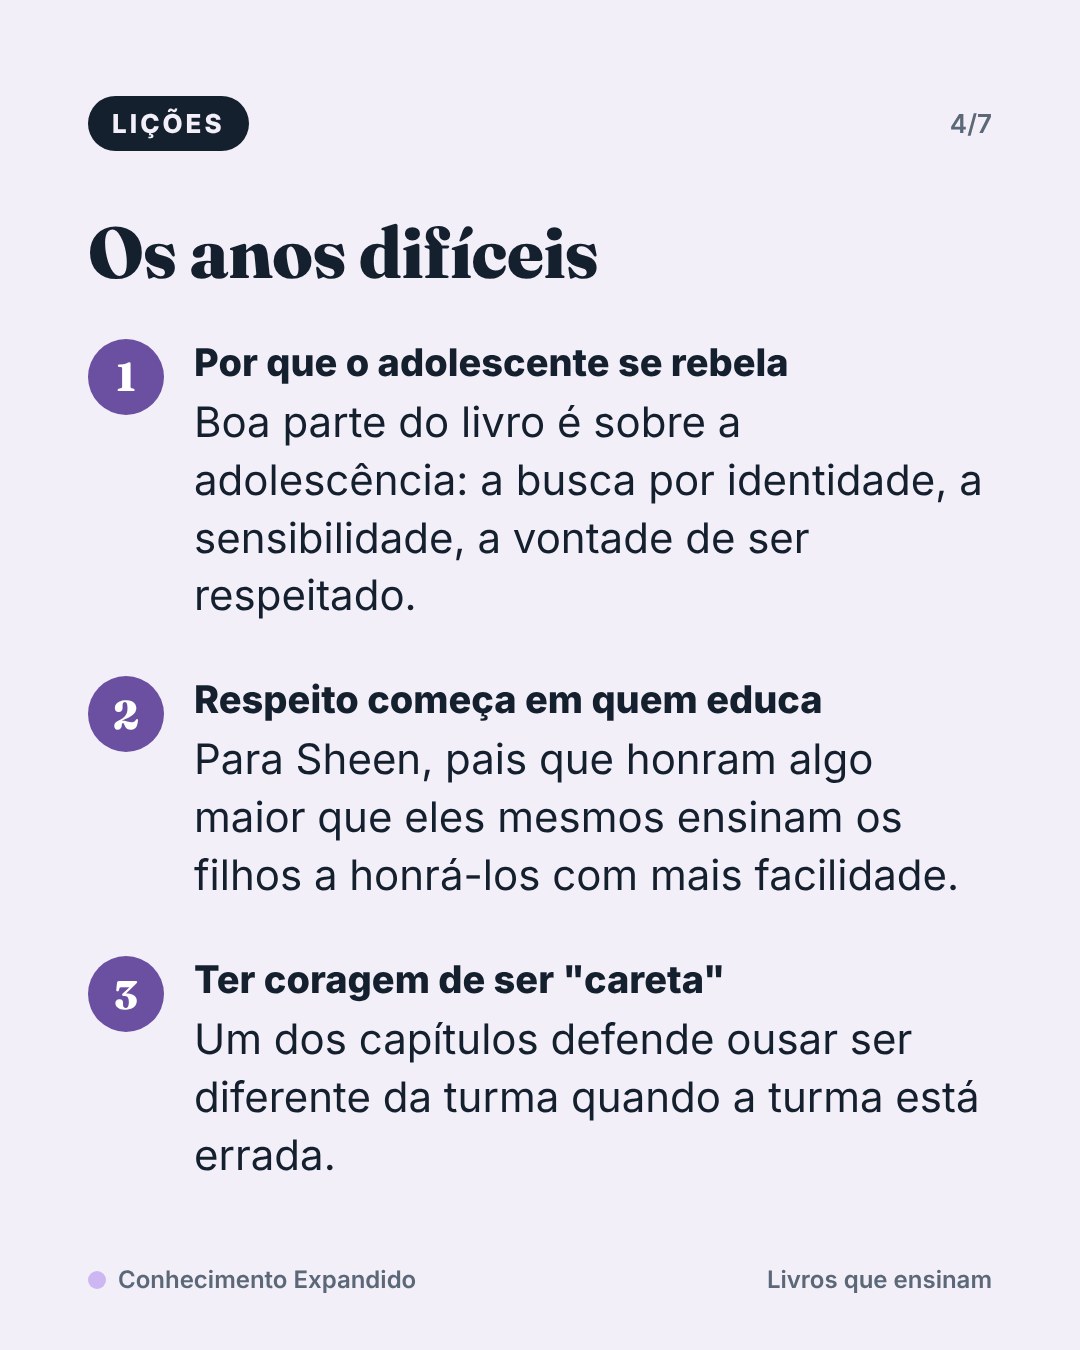 LIÇÕES
4/7
Os anos difíceis
1
Por que o adolescente se rebela
Boa parte do livro é sobre a
adolescência: a busca por identidade, a
sensibilidade, a vontade de ser
respeitado.
2
Respeito começa em quem educa
Para Sheen, pais que honram algo
maior que eles mesmos ensinam os
filhos a honrá-los com mais facilidade.
3
Ter coragem de ser "careta"
Um dos capítulos defende ousar ser
diferente da turma quando a turma está
errada.
Conhecimento Expandido
Livros que ensinam